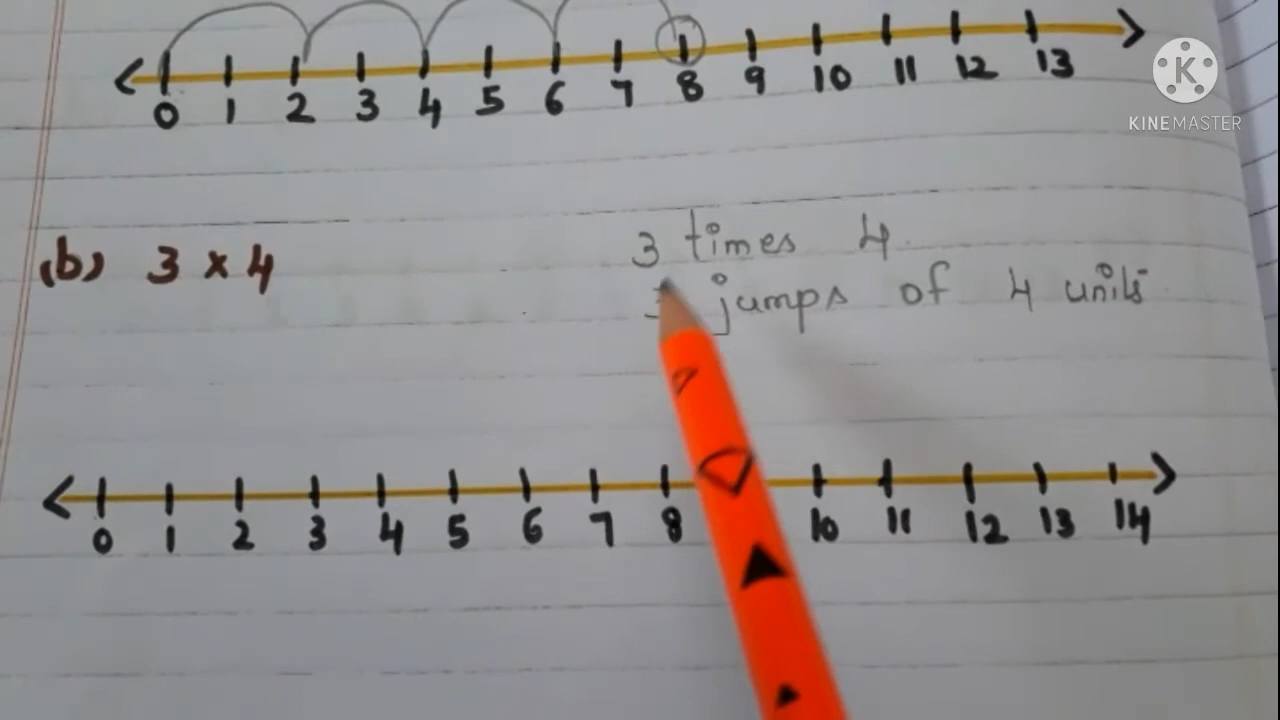 0 1 2 3 4 5 6 7 8 9 10 11 12 13
KINEMASTER
(b) 3 × 4
3 times 4
jumps of 4 units
0 1 2 3 4 5 6 7 8 10 11 12 13 14